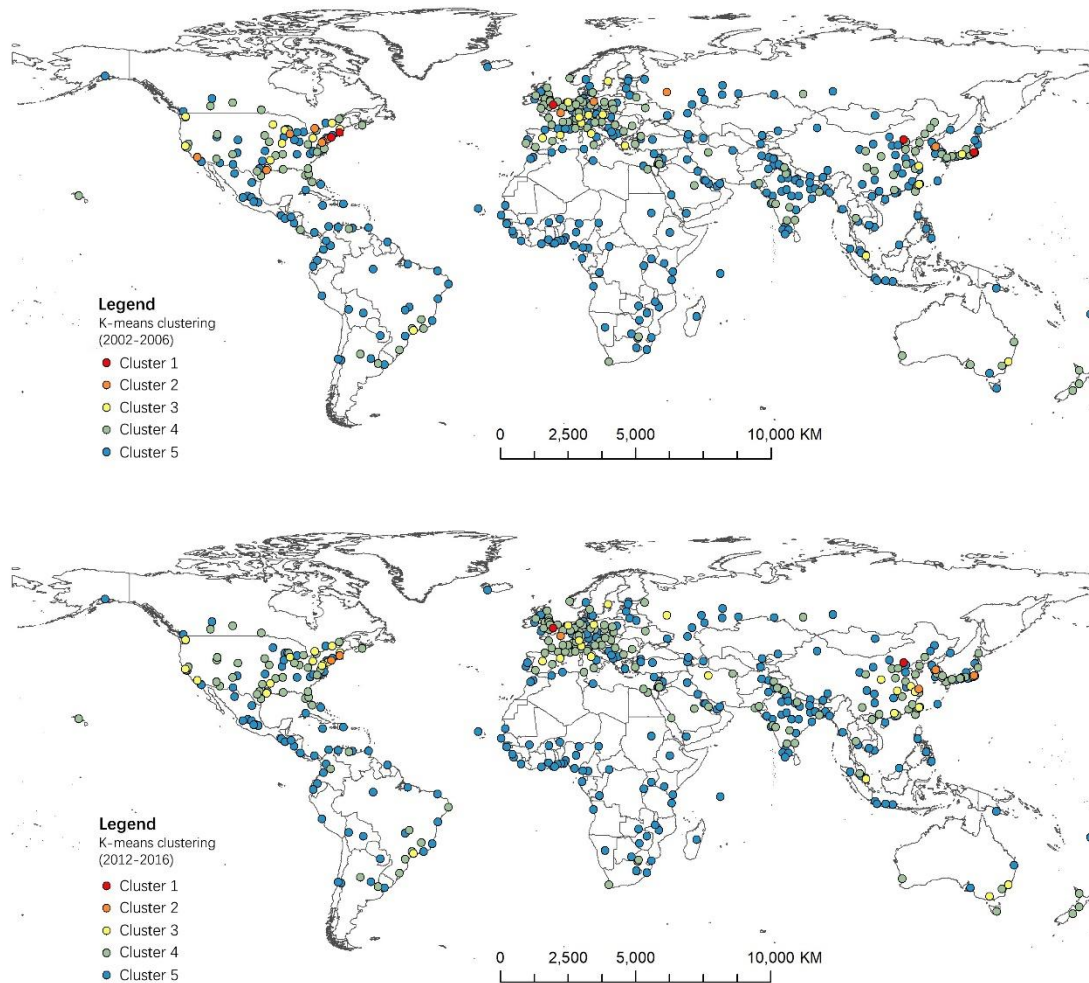 Legend
K-means clustering
(2002-2006)
Cluster 1
Cluster 2
Cluster 3
Cluster 4
Cluster 5
0 2,500 5,000 10,000 KM
Legend
K-means clustering
(2012-2016)
Cluster 1
Cluster 2
Cluster 3
Cluster 4
Cluster 5
0 2,500 5,000 10,000 KM